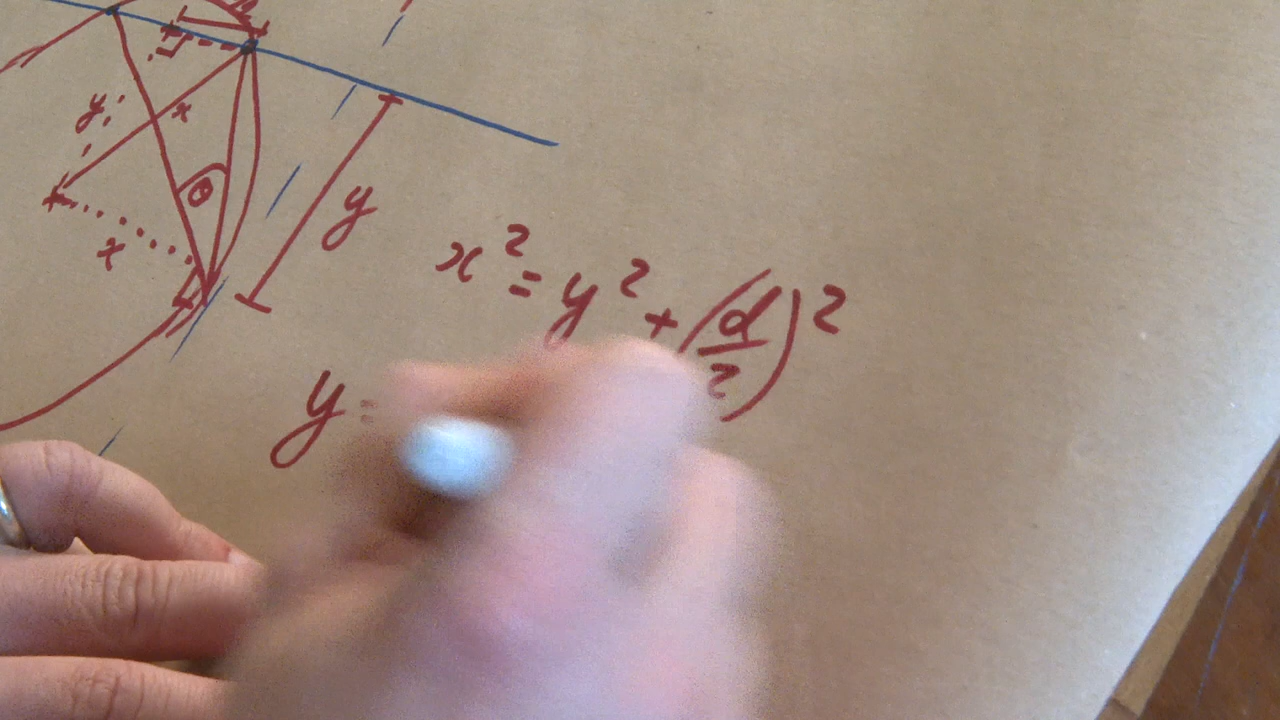 y
x
θ
x
y
x² = y² + (d/2)²
y =